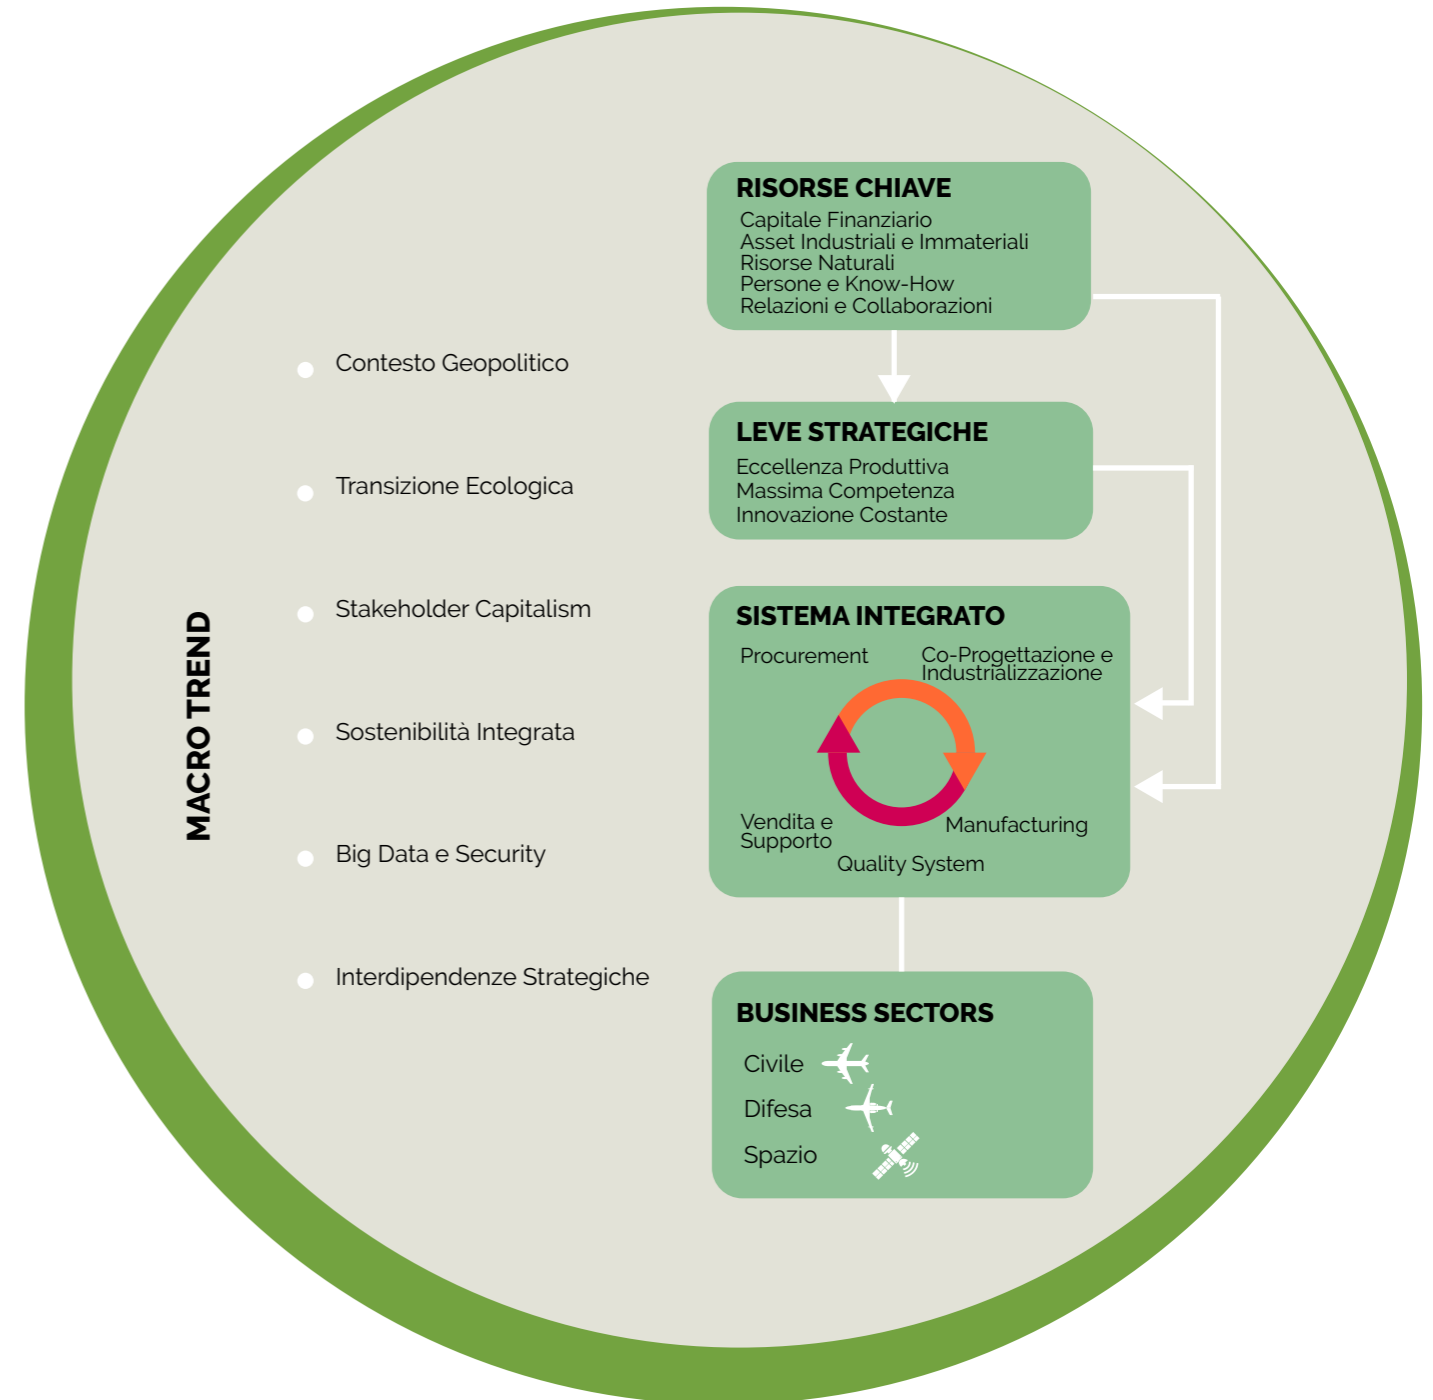 MACRO TREND
Contesto Geopolitico
Transizione Ecologica
Stakeholder Capitalism
Sostenibilità Integrata
Big Data e Security
Interdipendenze Strategiche
RISORSE CHIAVE
Capitale Finanziario
Asset Industriali e Immateriali
Risorse Naturali
Persone e Know-How
Relazioni e Collaborazioni
LEVE STRATEGICHE
Eccellenza Produttiva
Massima Competenza
Innovazione Costante
SISTEMA INTEGRATO
Procurement
Co-Progettazione e
Industrializzazione
Vendita e
Supporto
Manufacturing
Quality System
BUSINESS SECTORS
Civile
Difesa
Spazio